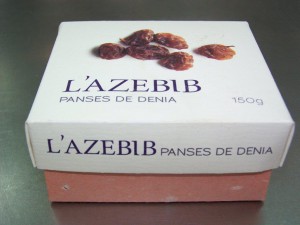 L'AZEBIB
PANSES DE DENIA 150g
L'AZEBIB PANSES DE DENIA